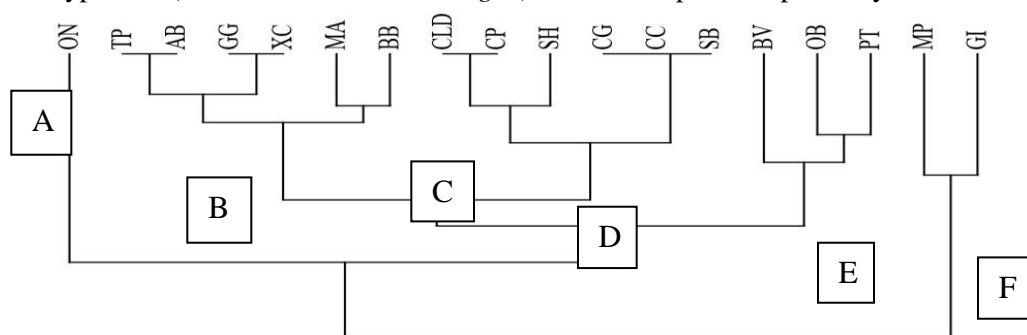 ON TP AB GG XC MA BB CLD CP SH CG CC SB BV OB PT MP GI
A
B
C
D
E
F